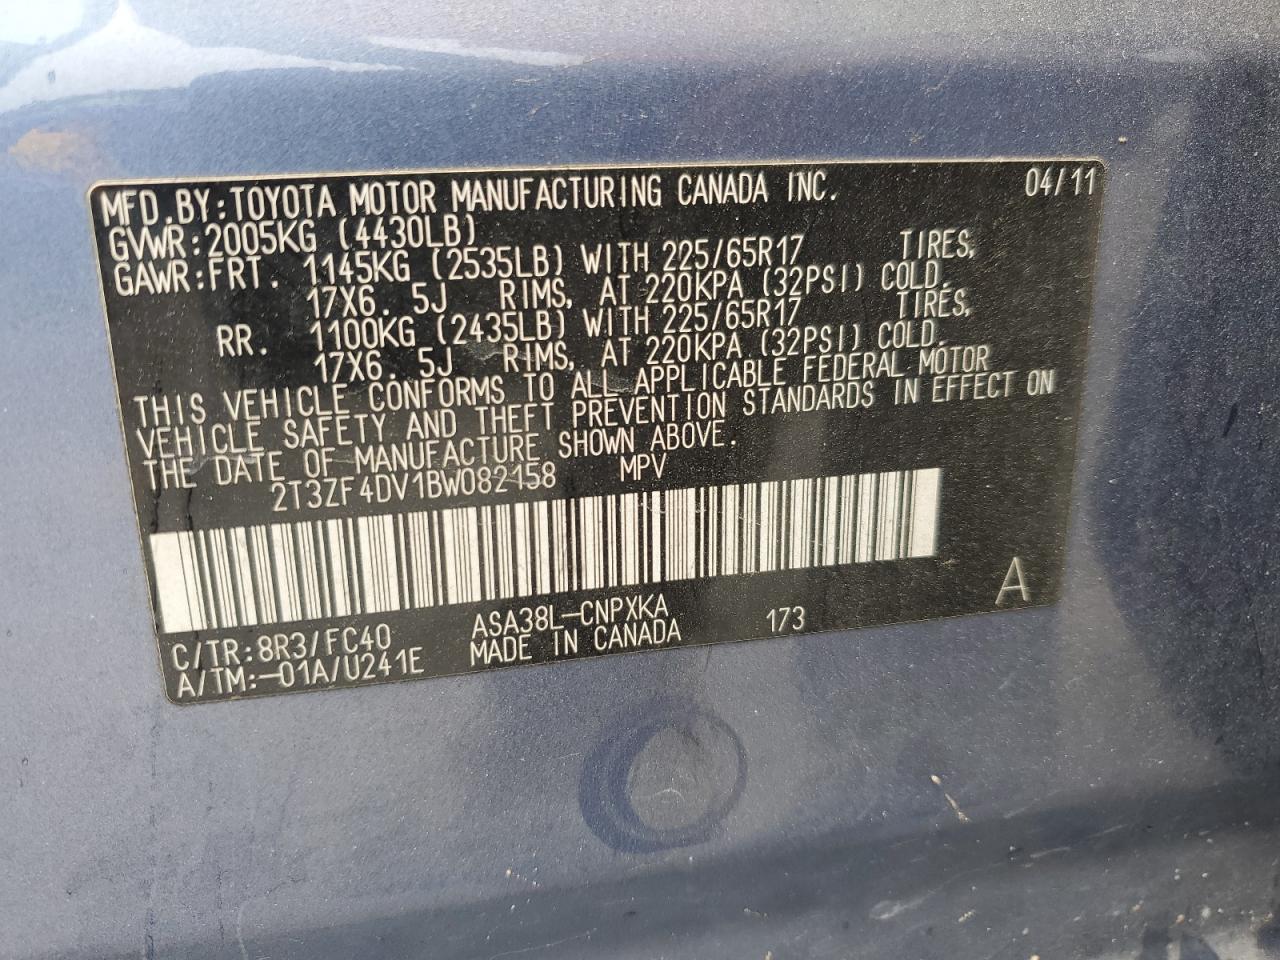 MFD.BY:TOYOTA MOTOR MANUFACTURING CANADA INC. 04/11
GVWR:2005KG (4430LB)
GAWR:FRT. 1145KG (2535LB) WITH 225/65R17 TIRES,
17X6.5J RIMS, AT 220KPA (32PSI) COLD.
RR. 1100KG (2435LB) WITH 225/65R17 TIRES,
17X6.5J RIMS, AT 220KPA (32PSI) COLD.
THIS VEHICLE CONFORMS TO ALL APPLICABLE FEDERAL MOTOR
VEHICLE SAFETY AND THEFT PREVENTION STANDARDS IN EFFECT ON
THE DATE OF MANUFACTURE SHOWN ABOVE.
2T3ZF4DV1BW082158 MPV
A
C/TR:8R3/FC40 ASA38L-CNPXKA 173
A/TM:-01A/U241E MADE IN CANADA